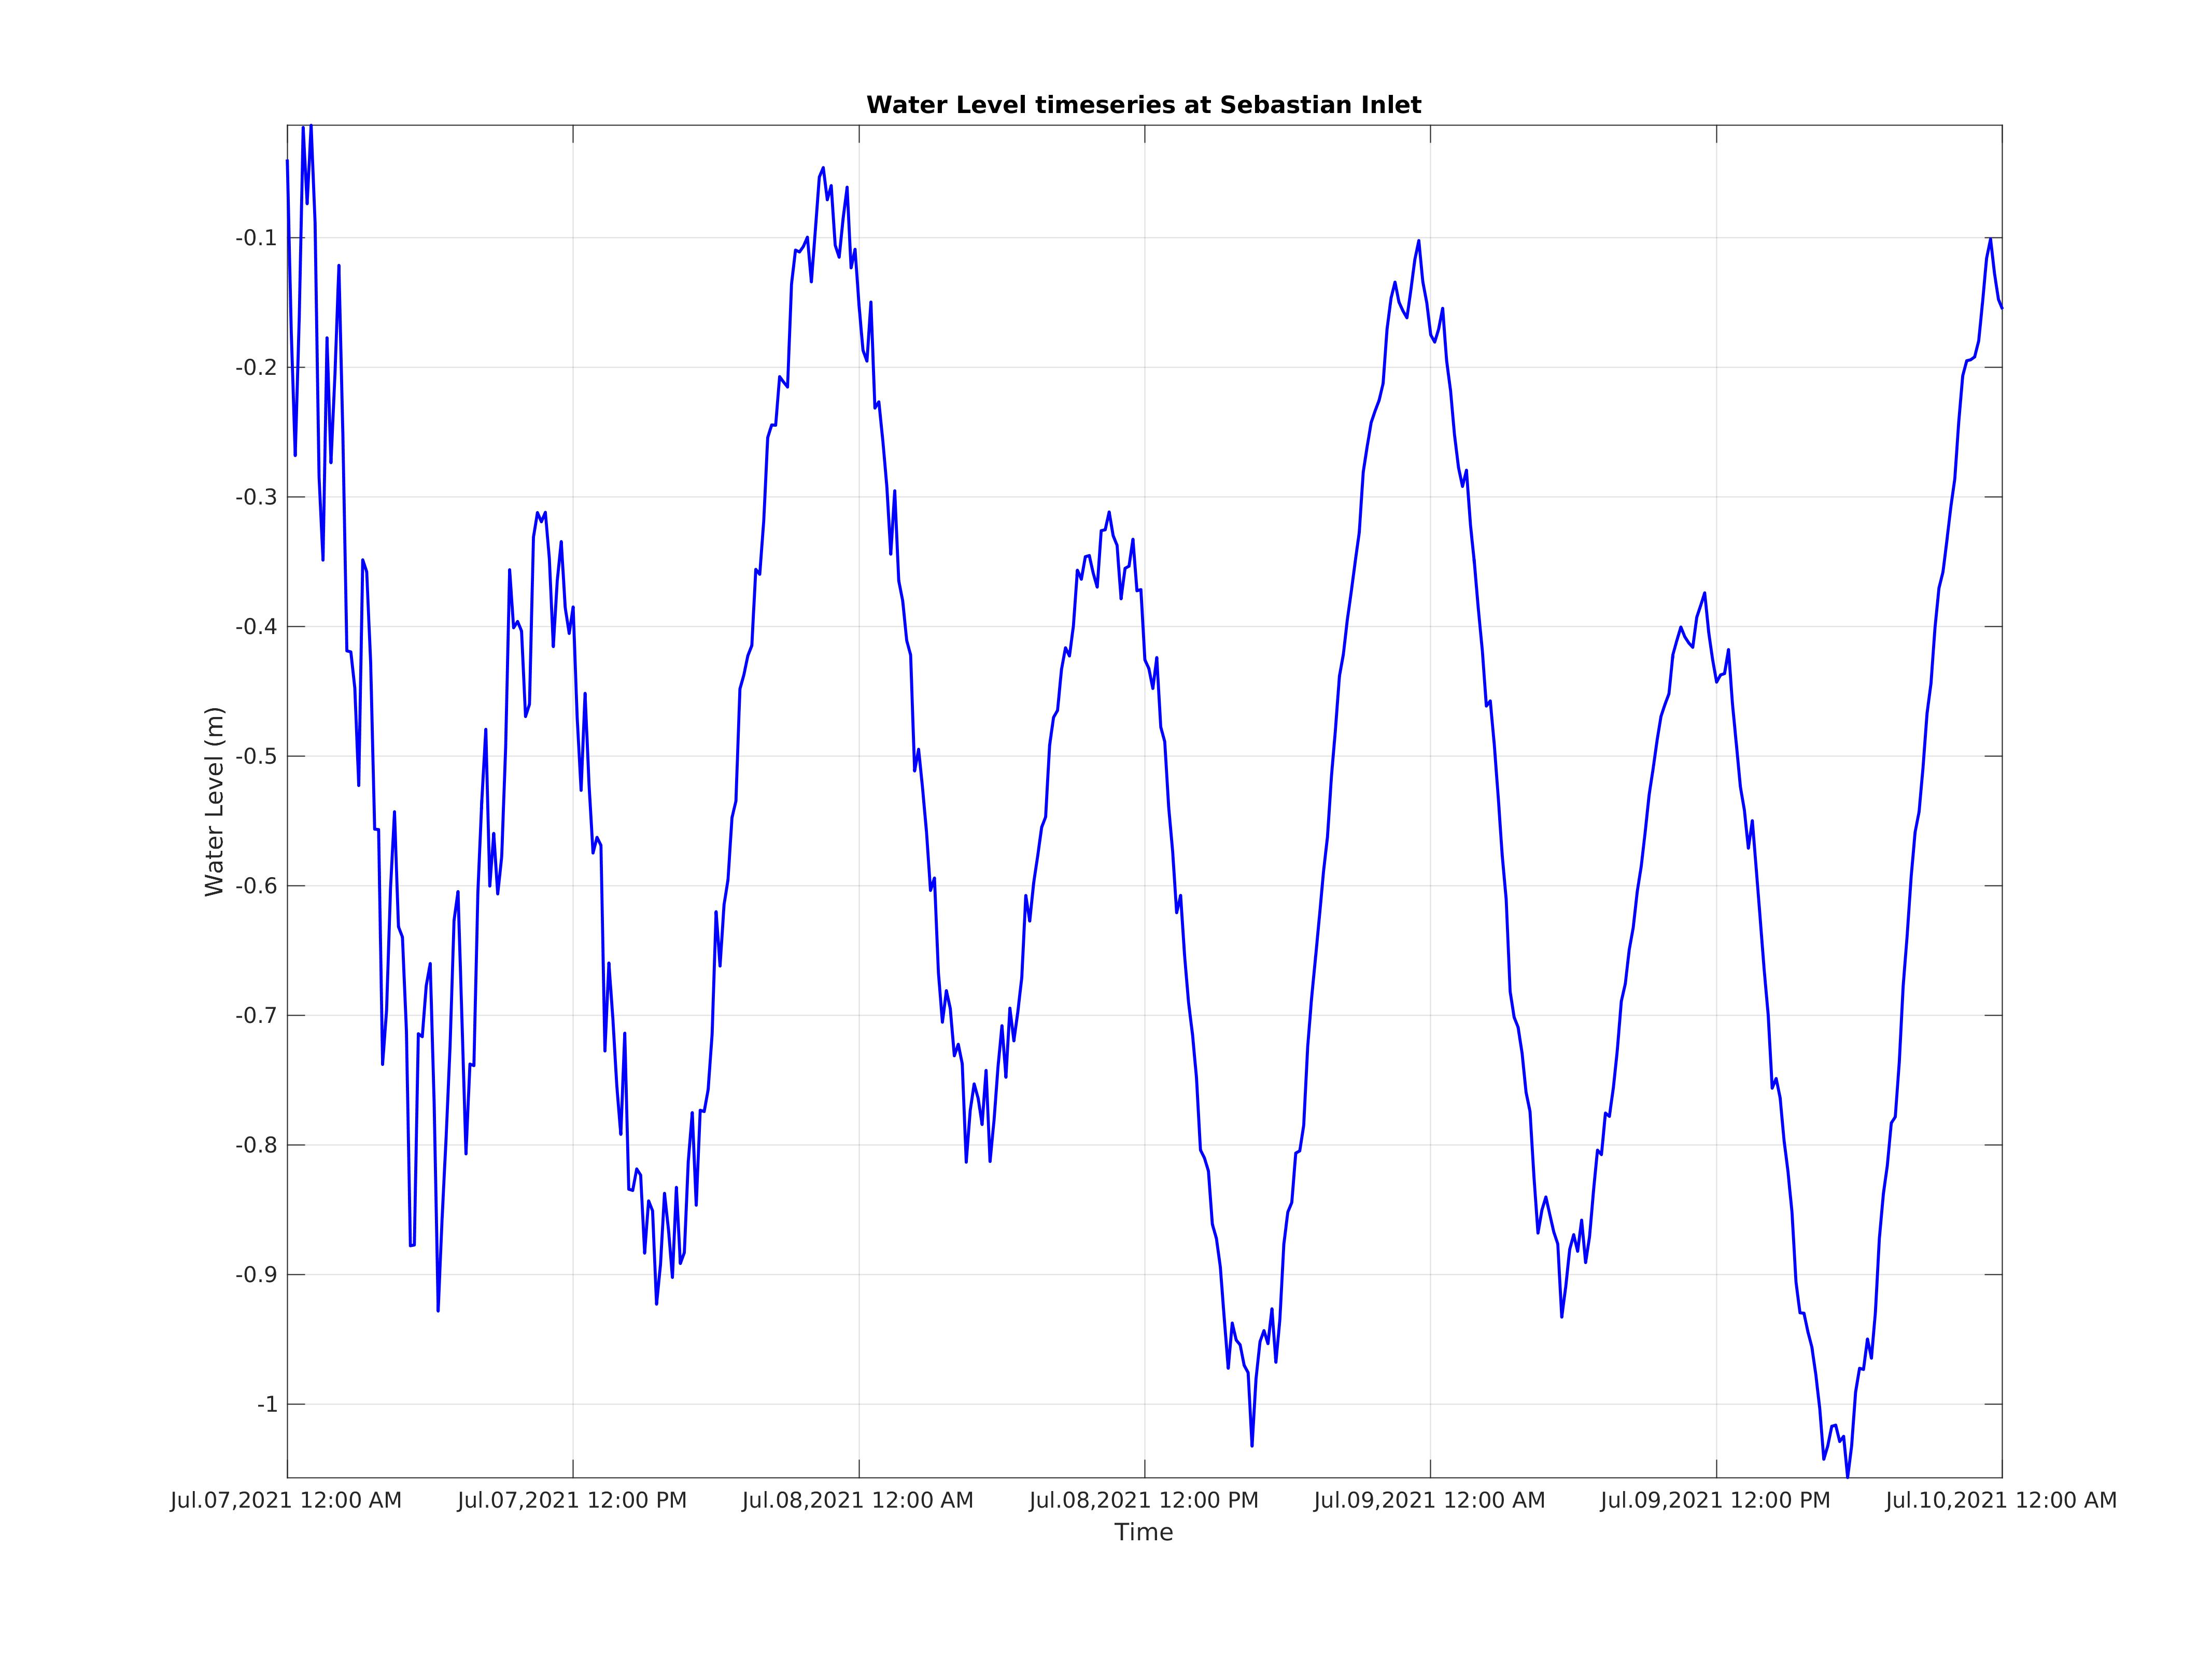 Water Level timeseries at Sebastian Inlet
-0.1
-0.2
-0.3
-0.4
-0.5
-0.6
-0.7
-0.8
-0.9
-1
Water Level (m)
Jul.07,2021 12:00 AM
Jul.07,2021 12:00 PM
Jul.08,2021 12:00 AM
Jul.08,2021 12:00 PM
Jul.09,2021 12:00 AM
Jul.09,2021 12:00 PM
Jul.10,2021 12:00 AM
Time